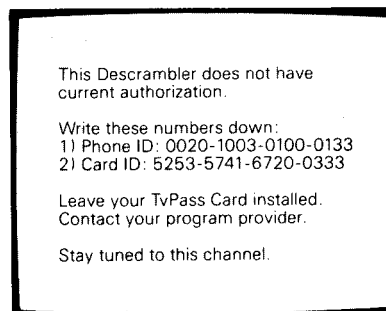 This Descrambler does not have
current authorization.
Write these numbers down:
1) Phone ID: 0020-1003-0100-0133
2) Card ID: 5253-5741-6720-0333
Leave your TvPass Card installed.
Contact your program provider.
Stay tuned to this channel.